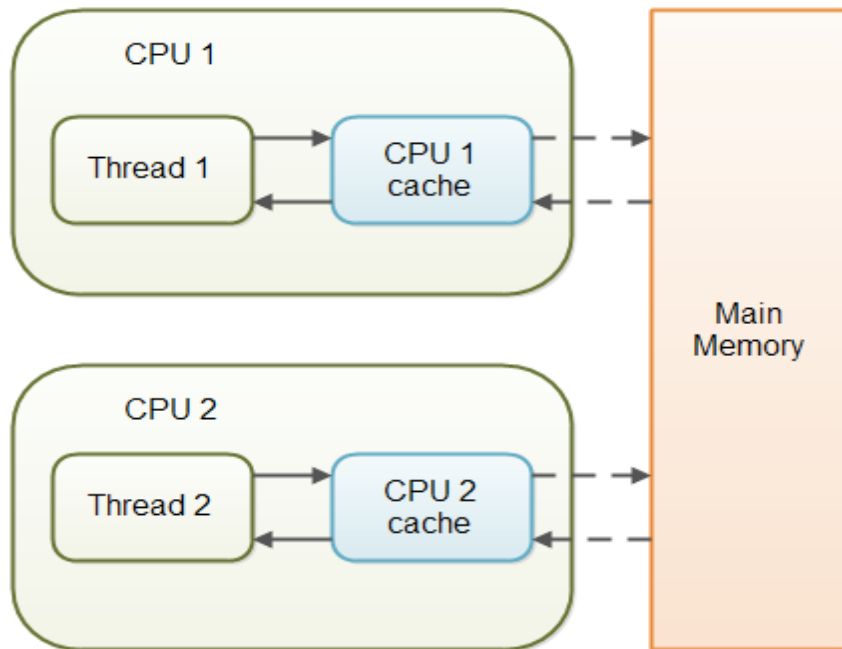 CPU 1
Thread 1
CPU 1
cache
Main
Memory
CPU 2
Thread 2
CPU 2
cache